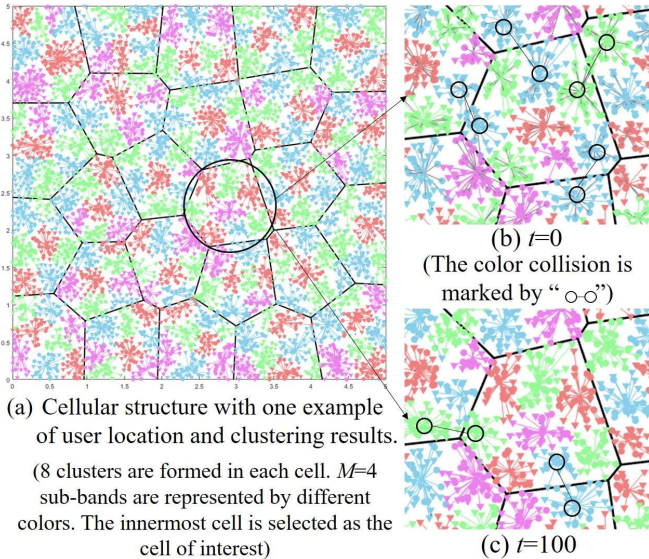 5
4.5
4
3.5
3
2.5
2
1.5
1
0.5
0
0 0.5 1 1.5 2 2.5 3 3.5 4 4.5 5
(a) Cellular structure with one example
of user location and clustering results.
(8 clusters are formed in each cell. M=4
sub-bands are represented by different
colors. The innermost cell is selected as the
cell of interest)
(b) t=0
(The color collision is
marked by “ ○-○”)
(c) t=100